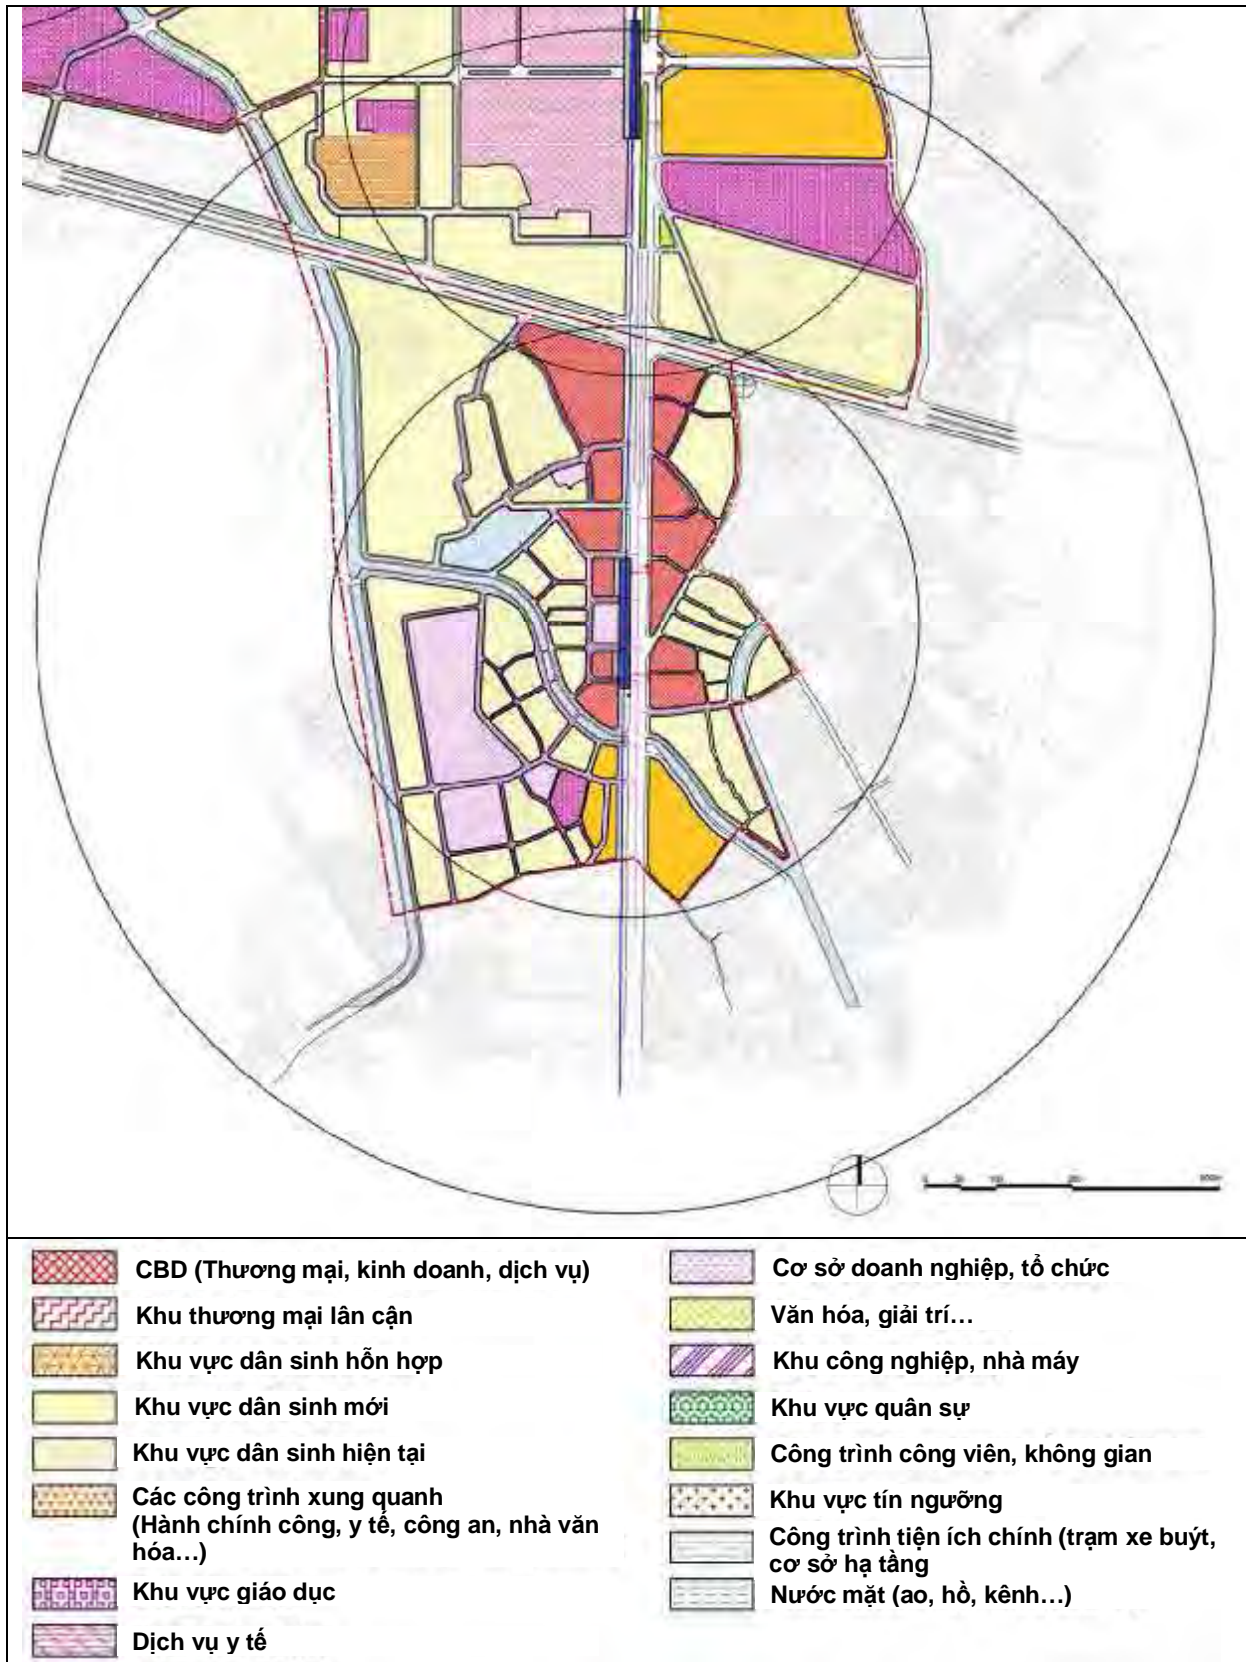 0 50 100
CBD (Thương mại, kinh doanh, dịch vụ)
Khu thương mại lân cận
Khu vực dân sinh hỗn hợp
Khu vực dân sinh mới
Khu vực dân sinh hiện tại
Các công trình xung quanh
(Hành chính công, y tế, công an, nhà văn
hóa…)
Khu vực giáo dục
Dịch vụ y tế
Cơ sở doanh nghiệp, tổ chức
Văn hóa, giải trí…
Khu công nghiệp, nhà máy
Khu vực quân sự
Công trình công viên, không gian
Khu vực tín ngưỡng
Công trình tiện ích chính (trạm xe buýt,
cơ sở hạ tầng
Nước mặt (ao, hồ, kênh…)